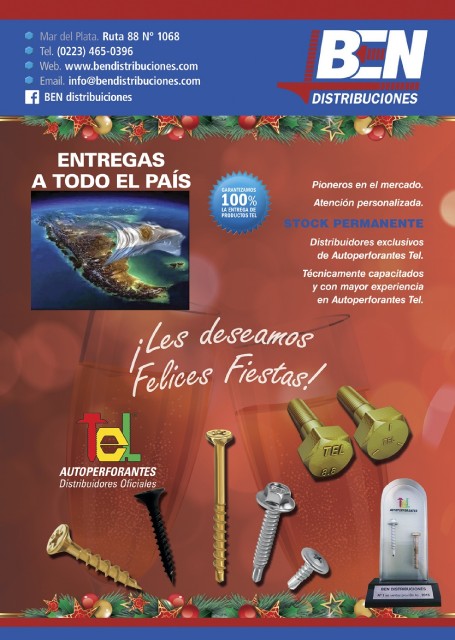 Mar del Plata. Ruta 88 Nº 1068
Tel. (0223) 465-0396
Web. www.bendistribuciones.com
Email. info@bendistribuciones.com
BEN distribuiciones
BEN
DISTRIBUCIONES
ENTREGAS
A TODO EL PAÍS
GARANTIZAMOS
100%
LA ENTREGA DE
PRODUCTOS TEL
Pioneros en el mercado.
Atención personalizada.
STOCK PERMANENTE
Distribuidores exclusivos
de Autoperforantes Tel.
Técnicamente capacitados
y con mayor experiencia
en Autoperforantes Tel.
¡Les deseamos
Felices Fiestas!
TEL
AUTOPERFORANTES
Distribuidores Oficiales
TEL
8.8
AUTOPERFORANTES
BEN DISTRIBUCIONES